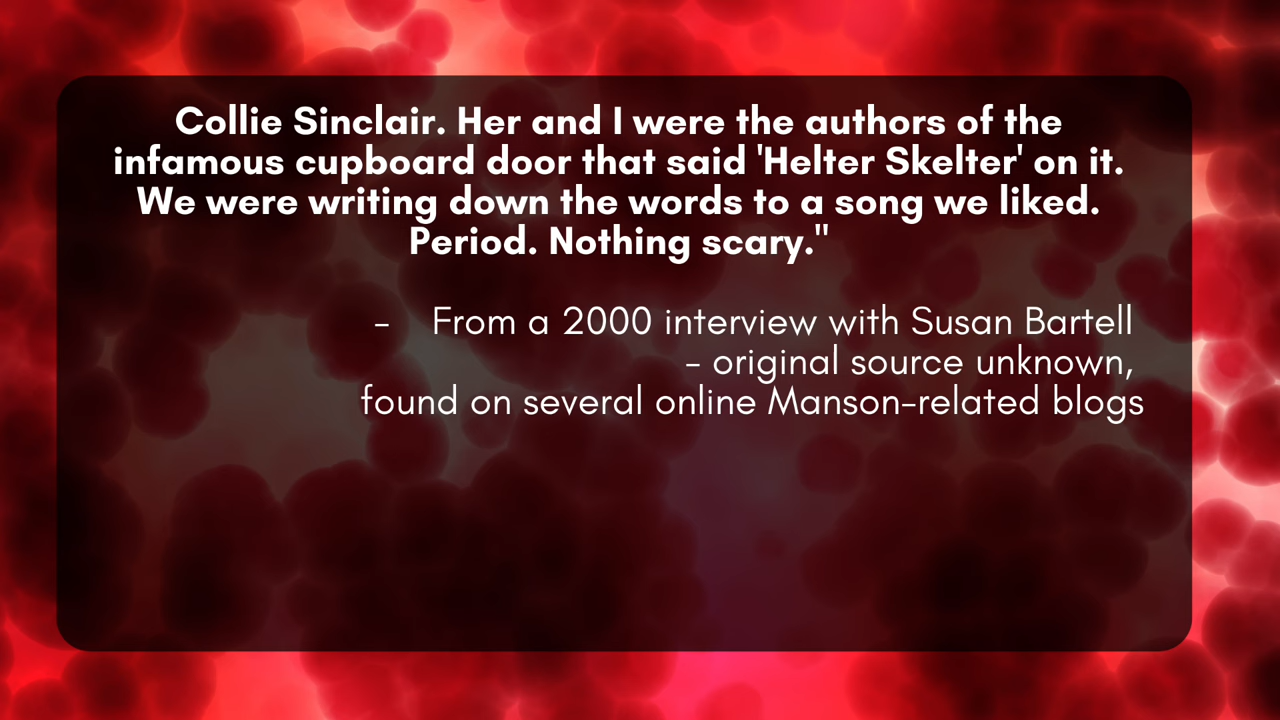 Collie Sinclair. Her and I were the authors of the
infamous cupboard door that said 'Helter Skelter' on it.
We were writing down the words to a song we liked.
Period. Nothing scary."
- From a 2000 interview with Susan Bartell
- original source unknown,
found on several online Manson-related blogs